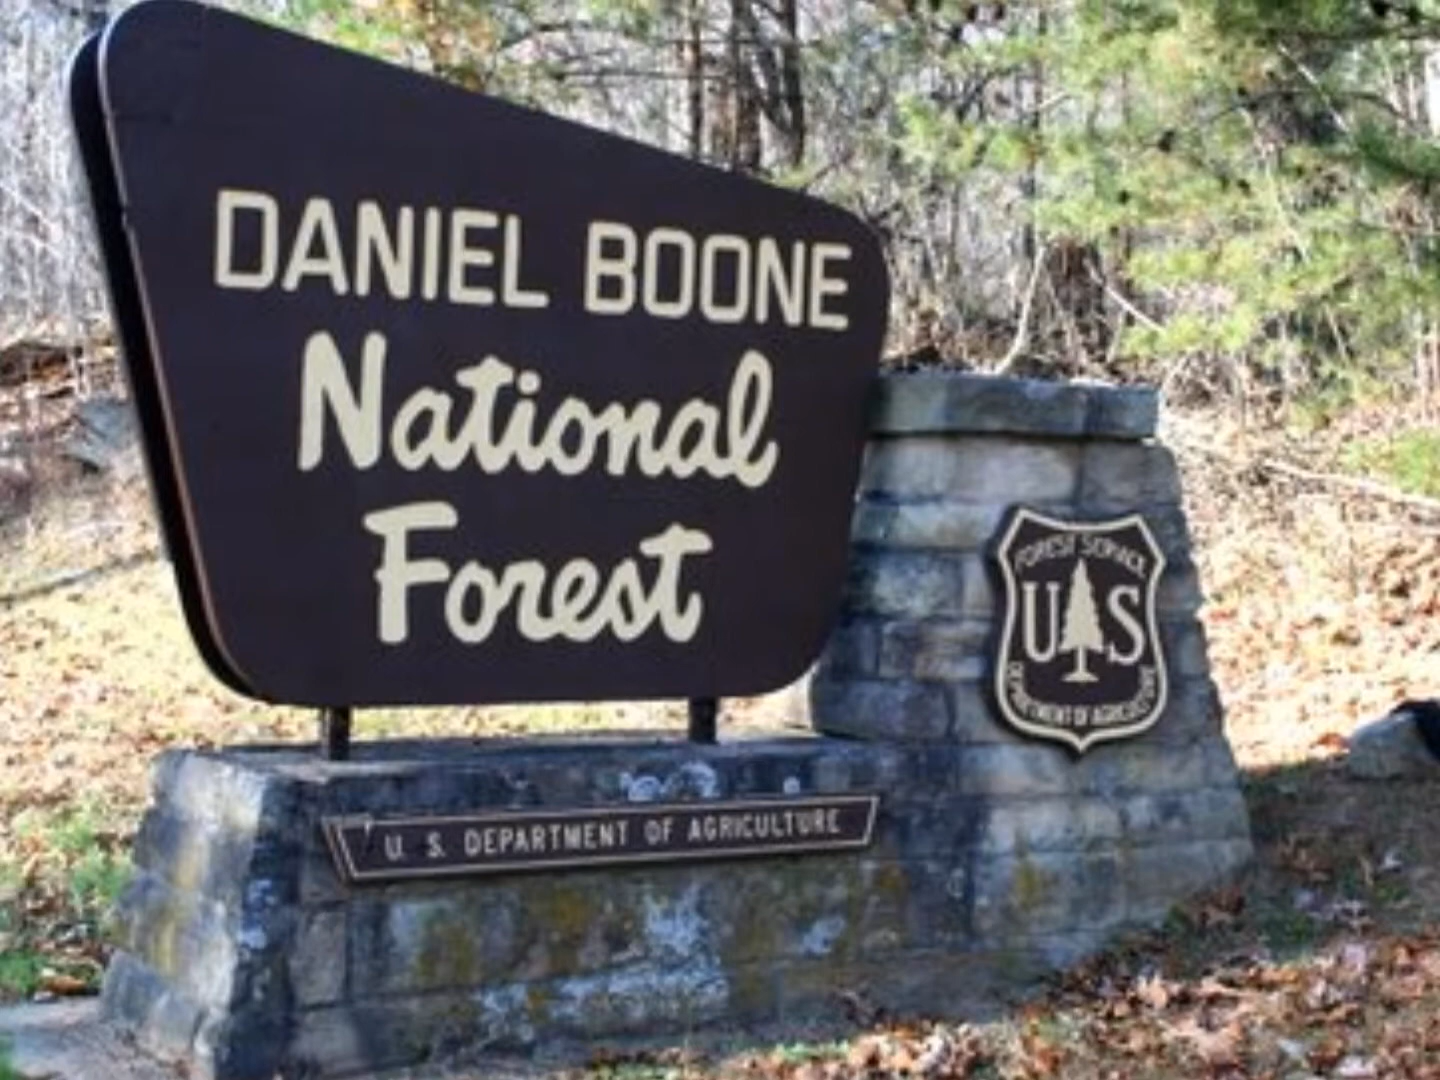 DANIEL BOONE
National
Forest
FOREST SERVICE
U S
DEPARTMENT OF AGRICULTURE
U. S. DEPARTMENT OF AGRICULTURE